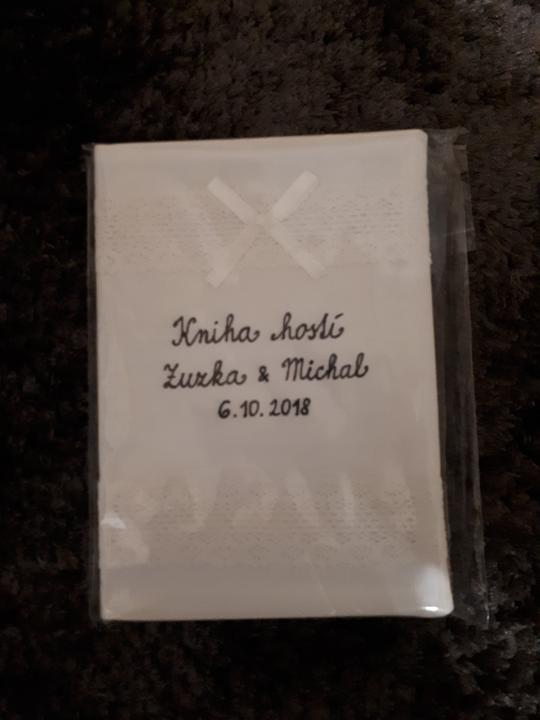 Kniha hostí
Zuzka & Michal
6.10.2018